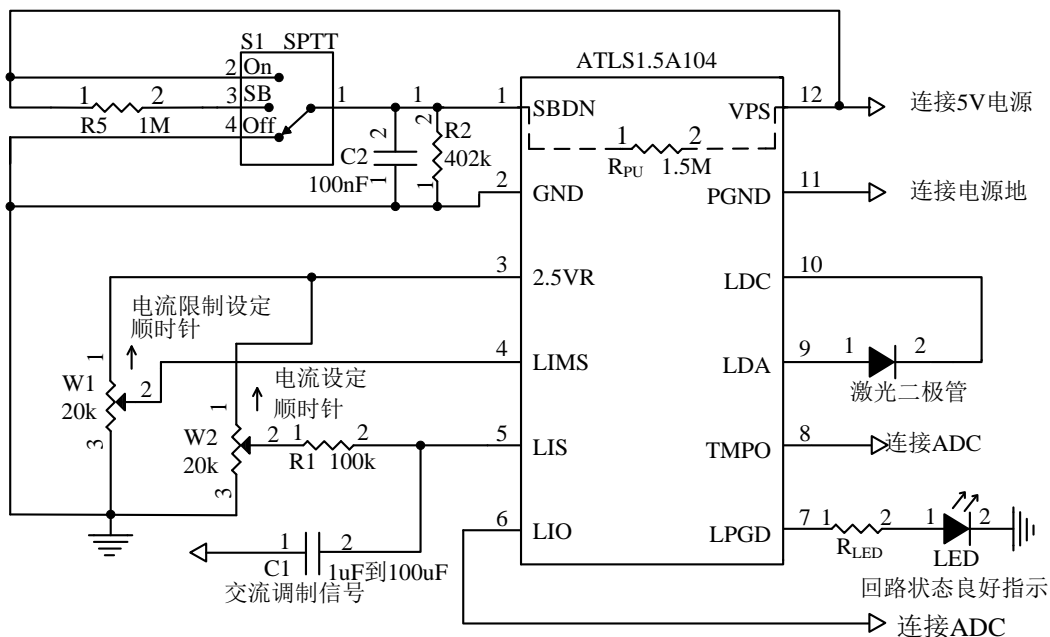 S1 SPTT
2 On
3 SB
4 Off
1
1 2
R5 1M
ATLS1.5A104
1 2
C2
100nF
1 2
R2
402k
1 SBDN
2 GND
3 2.5VR
4 LIMS
5 LIS
6 LIO
1 2
RPU 1.5M
VPS 12
PGND 11
LDC 10
LDA 9
TMPO 8
LPGD 7
连接5V电源
连接电源地
1 2
激光二极管
连接ADC
1 2
RLED
1 2
LED
回路状态良好指示
连接ADC
电流限制设定
顺时针
1
W1 2
20k
3
电流设定
顺时针
1
W2 2
20k
3
1 2
R1 100k
1 2
C1 1uF到100uF
交流调制信号